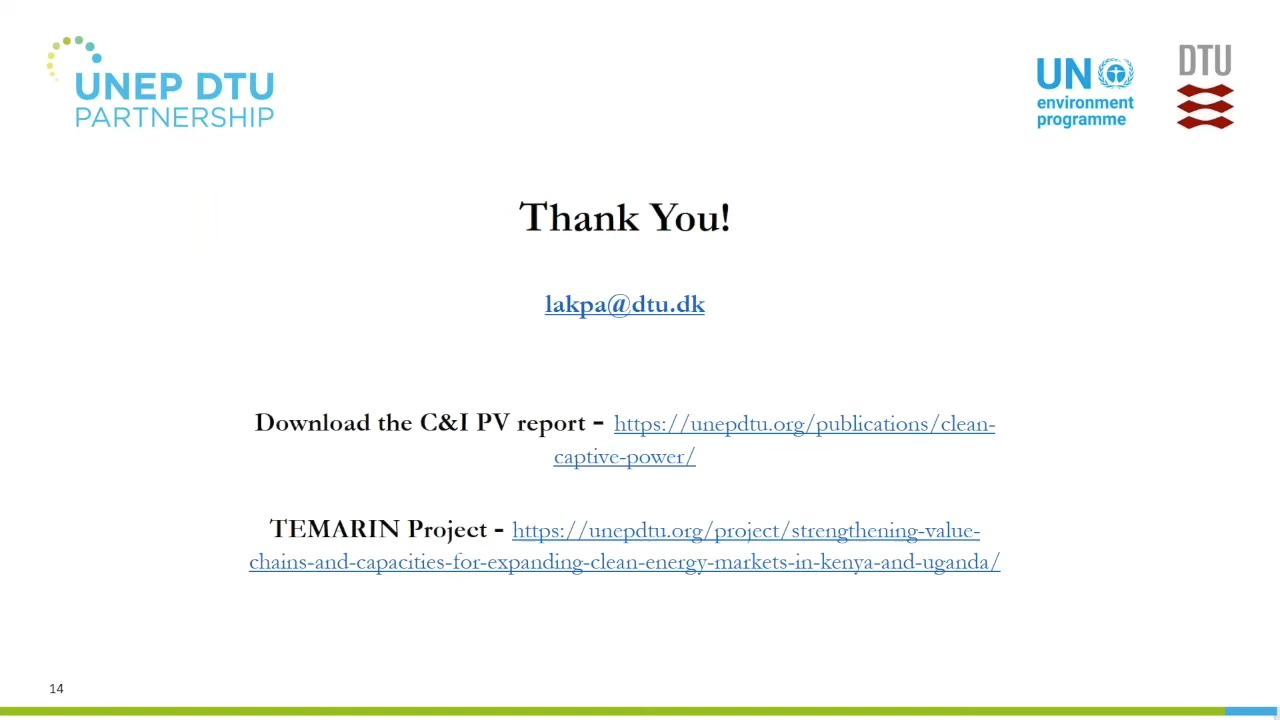 UNEP DTU
PARTNERSHIP
UN
environment
programme
DTU
Thank You!
lakpa@dtu.dk
Download the C&I PV report - https://unepdtu.org/publications/clean-
captive-power/
TEMARIN Project - https://unepdtu.org/project/strengthening-value-
chains-and-capacities-for-expanding-clean-energy-markets-in-kenya-and-uganda/
14